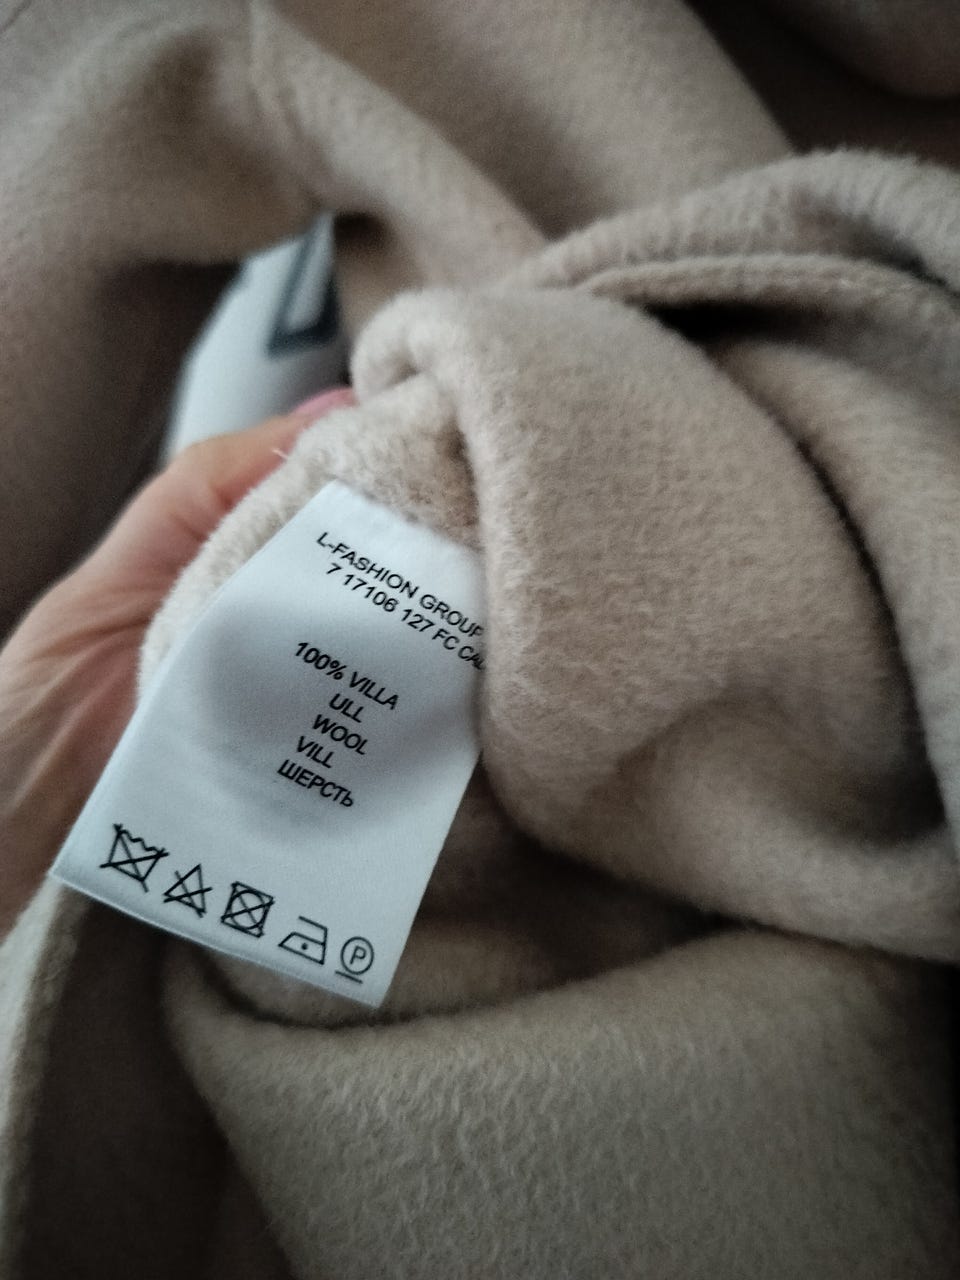 L-FASHION GROUP
7 17106 127 FC
100% VILLA
ULL
WOOL
VILL
ШЕРСТЬ
P